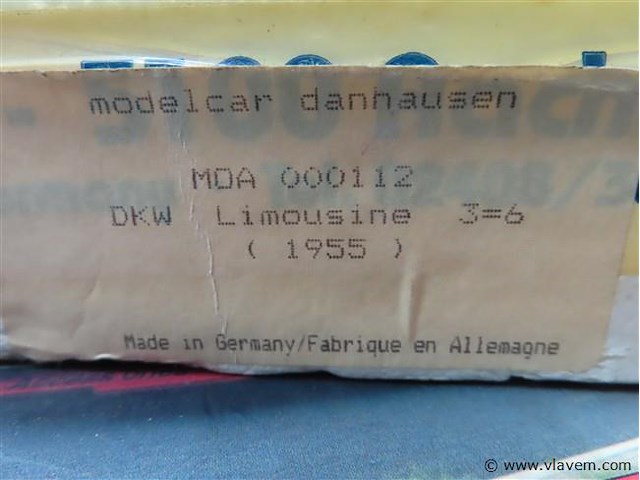 modelcar danhausen
MDA 000112
DKW Limousine 3=6
( 1955 )
Made in Germany/Fabrique en Allemagne
© www.vlavem.com